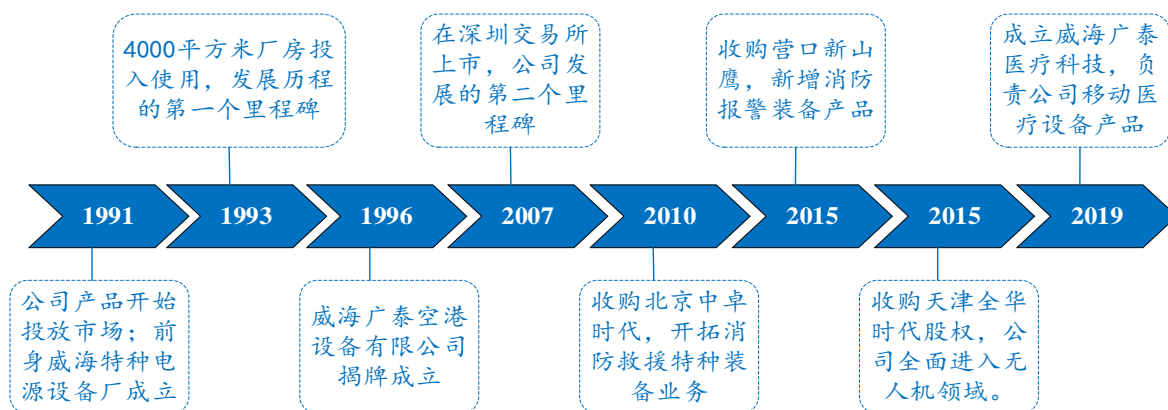 4000平方米厂房投
入使用，发展历程
的第一个里程碑
在深圳交易所
上市，公司发
展的第二个里
程碑
收购营口新山
鹰，新增消防
报警装备产品
成立威海广泰
医疗科技，负
责公司移动医
疗设备产品
1991
1993
1996
2007
2010
2015
2015
2019
公司产品开始
投放市场；前
身威海特种电
源设备厂成立
威海广泰空港
设备有限公司
揭牌成立
收购北京中卓
时代，开拓消
防救援特种装
备业务
收购天津全华
时代股权，公
司全面进入无
人机领域。